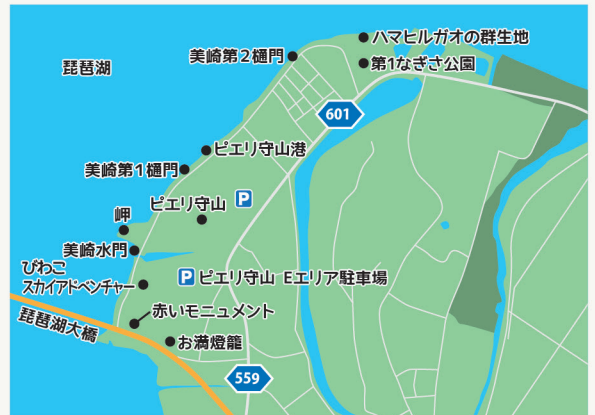 ハマヒルガオの群生地
美崎第2樋門
第1なぎさ公園
琵琶湖
601
ピエリ守山港
美崎第1樋門
ピエリ守山
P
岬
美崎水門
びわこ
スカイアドベンチャー
P ピエリ守山 Eエリア駐車場
赤いモニュメント
琵琶湖大橋
お満燈籠
559